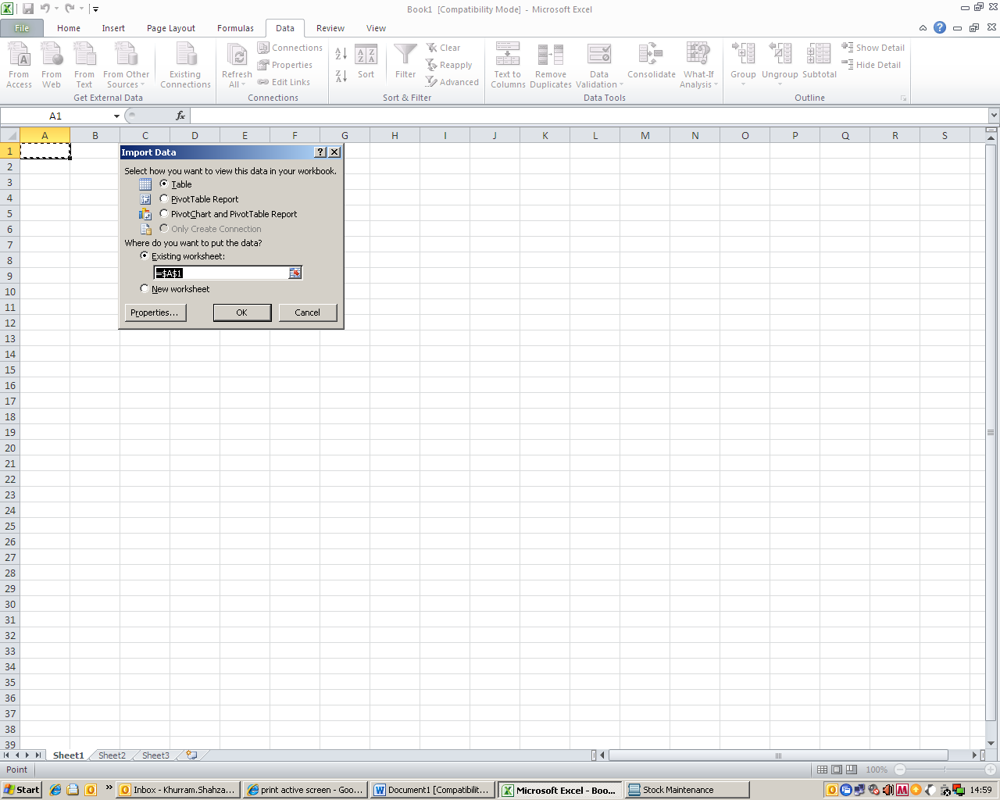 Book1  [Compatibility Mode]  -  Microsoft Excel
File Home Insert Page Layout Formulas Data Review View
From Access
From Web
From Text
From Other Sources
Existing Connections
Get External Data
Refresh All
Connections
Properties
Edit Links
Connections
Sort
Filter
Clear
Reapply
Advanced
Sort & Filter
Text to Columns
Remove Duplicates
Data Validation
Consolidate
What-If Analysis
Data Tools
Group
Ungroup
Subtotal
Show Detail
Hide Detail
Outline
A1 fx
A B C D E F G H I J K L M N O P Q R S
1
2
3
4
5
6
7
8
9
10
11
12
13
14
15
16
17
18
19
20
21
22
23
24
25
26
27
28
29
30
31
32
33
34
35
36
37
38
39
Import Data
Select how you want to view this data in your workbook.
Table
PivotTable Report
PivotChart and PivotTable Report
Only Create Connection
Where do you want to put the data?
Existing worksheet:
=$A$1
New worksheet
Properties... OK Cancel
Sheet1 Sheet2 Sheet3
Point 100%
Start » Inbox - Khurram.Shahza... print active screen - Goo... Document1 [Compatibilit... Microsoft Excel - Boo... Stock Maintenance 14:59